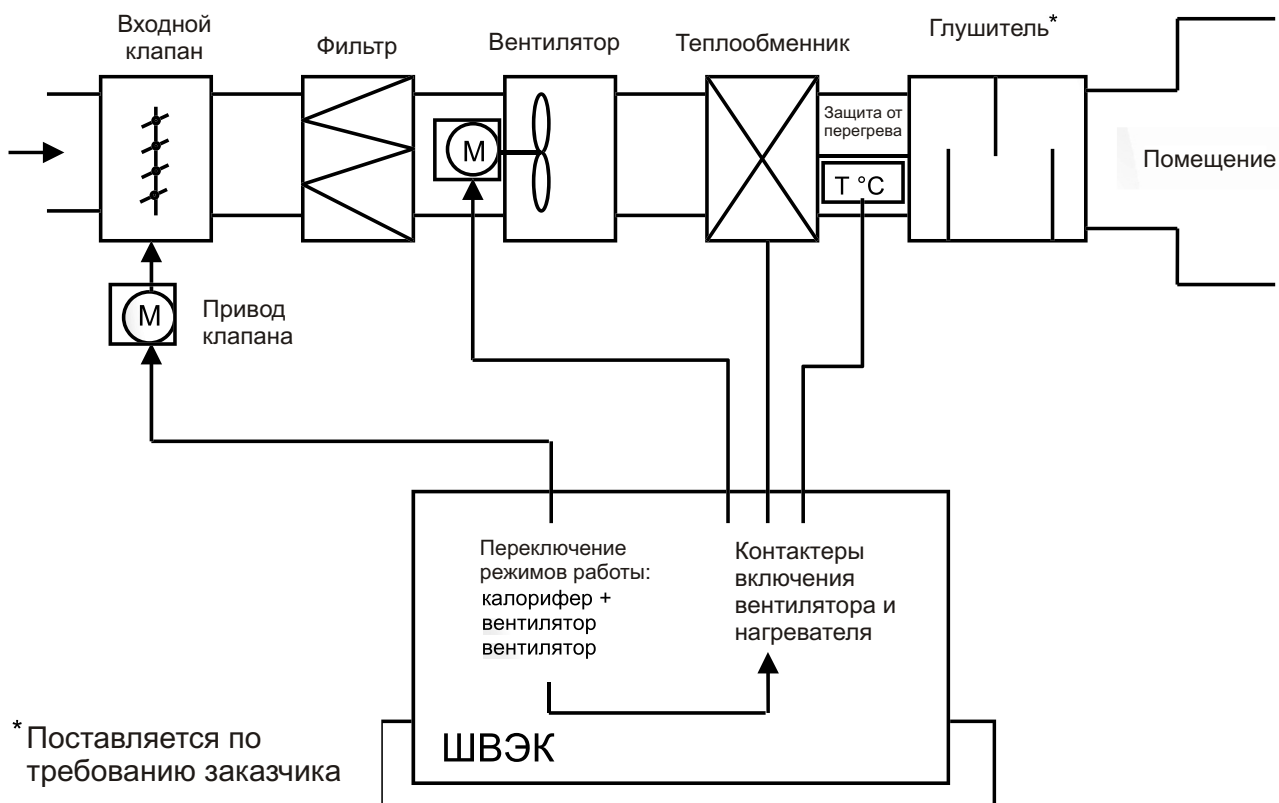 Входной
клапан
Фильтр
Вентилятор
Теплообменник
Глушитель*
Защита от
перегрева
M
T °C
Помещение
M
Привод
клапана
Переключение
режимов работы:
калорифер +
вентилятор
вентилятор
Контактеры
включения
вентилятора и
нагревателя
ШВЭК
* Поставляется по
требованию заказчика